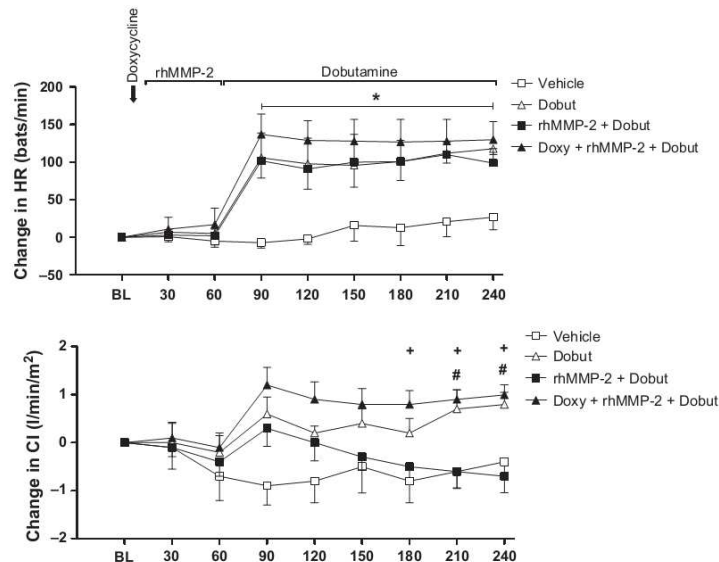 Doxycycline
rhMMP-2
Dobutamine
Change in HR (bats/min)
200
150
100
50
0
–50
*
BL 30 60 90 120 150 180 210 240
Vehicle
Dobut
rhMMP-2 + Dobut
Doxy + rhMMP-2 + Dobut
Change in CI (l/min/m²)
2
1
0
–1
–2
+ + +
# #
BL 30 60 90 120 150 180 210 240
Vehicle
Dobut
rhMMP-2 + Dobut
Doxy + rhMMP-2 + Dobut